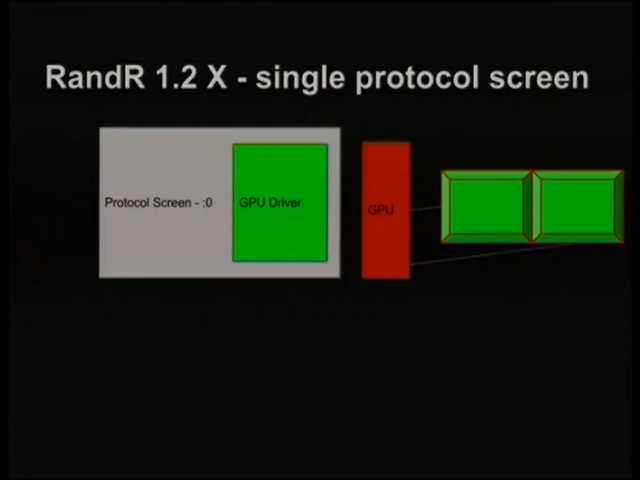 RandR 1.2 X - single protocol screen
Protocol Screen - :0
GPU Driver
GPU